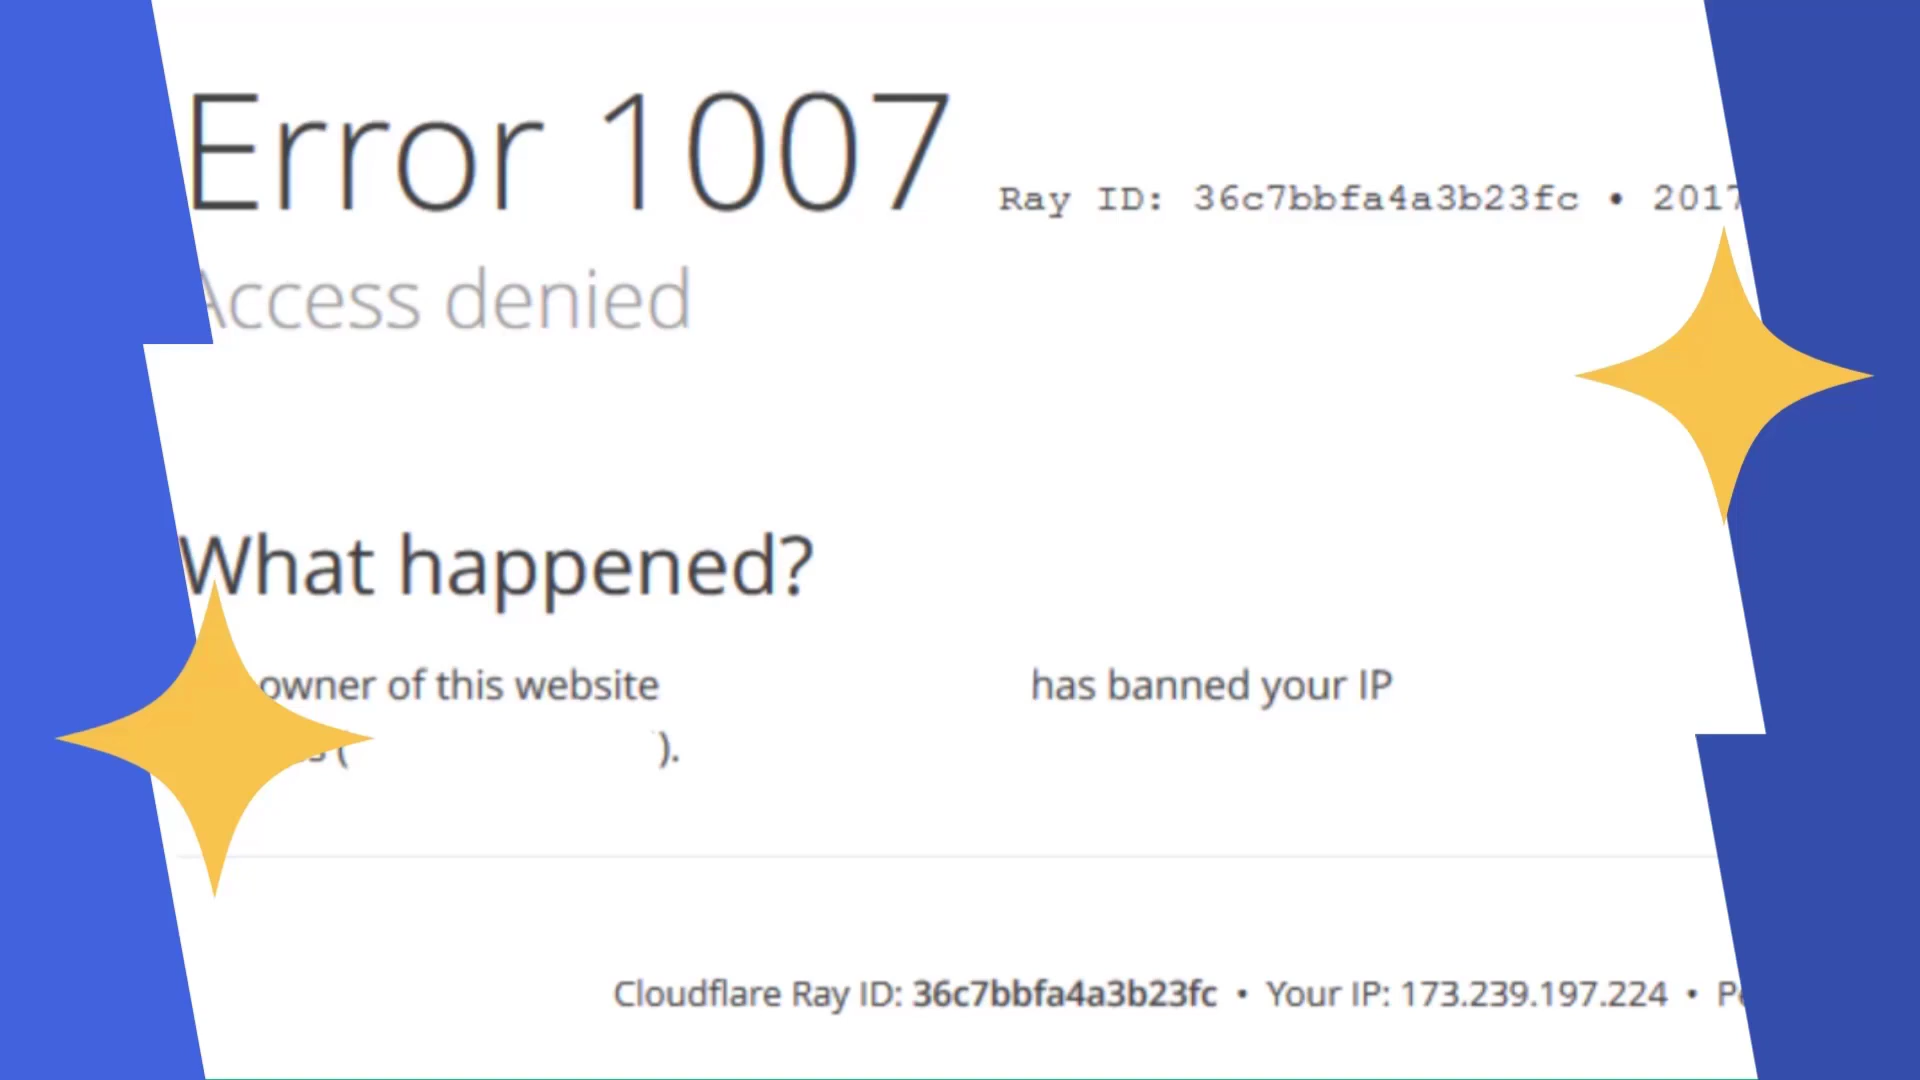 Error 1007 Ray ID: 36c7bbfa4a3b23fc • 2017
Access denied
What happened?
owner of this website has banned your IP
( ).
Cloudflare Ray ID: 36c7bbfa4a3b23fc • Your IP: 173.239.197.224 •